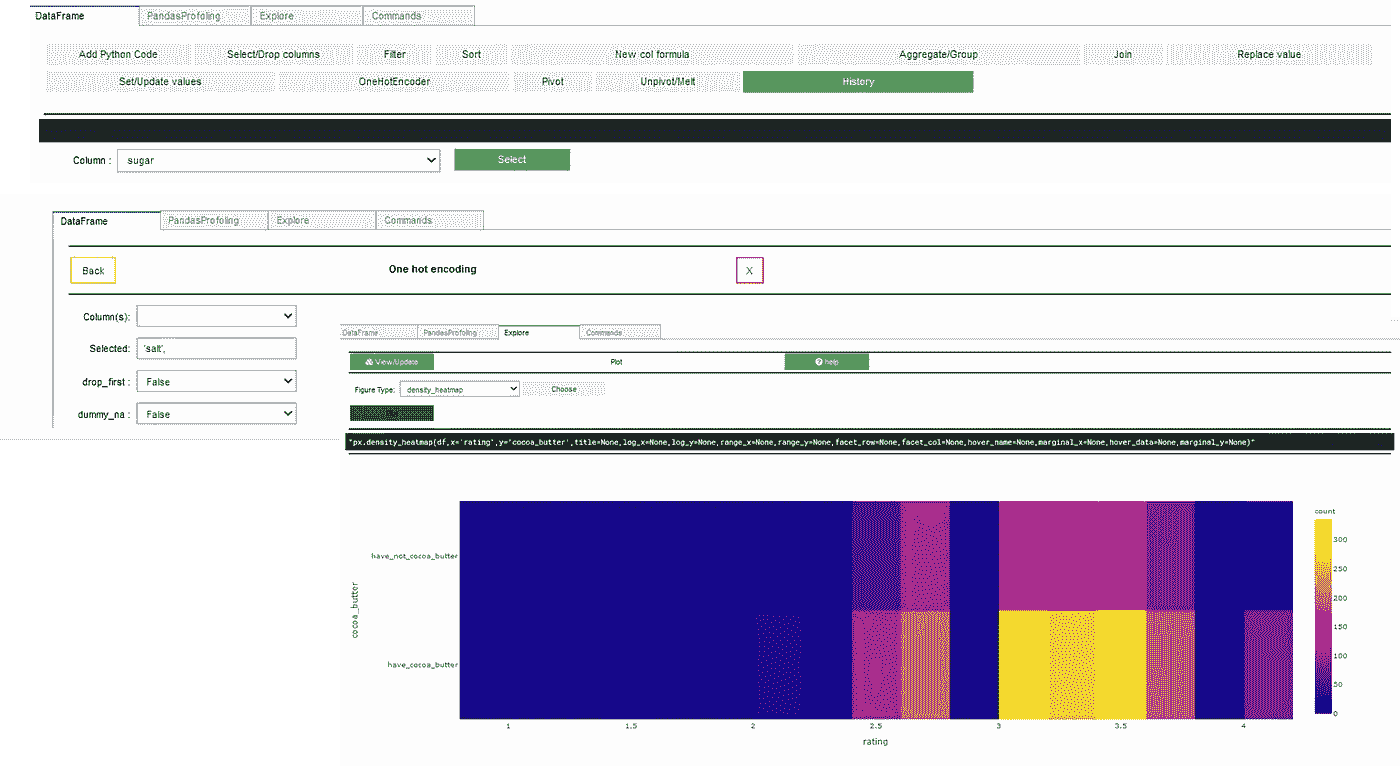 DataFrame PandasProfoling Explore Commands
Add Python Code Select/Drop columns Filter Sort New col formula Aggregate/Group Join Replace value
Set/Update values OneHotEncoder Pivot Unpivot/Melt History
Column : sugar Select
DataFrame PandasProfoling Explore Commands
Back One hot encoding X
Column(s):
Selected: 'salt',
drop_first : False
dummy_na : False
DataFrame PandasProfoling Explore Commands
View/Update Plot help
Figure Type: density_heatmap Choose
"px.density_heatmap(df,x='rating',y='cocoa_butter',title=None,log_x=None,log_y=None,range_x=None,range_y=None,facet_row=None,facet_col=None,hover_name=None,marginal_x=None,hover_data=None,marginal_y=None)"
count
300
250
200
150
100
50
0
have_not_cocoa_butter
cocoa_butter
have_cocoa_butter
1 1.5 2 2.5 3 3.5 4
rating